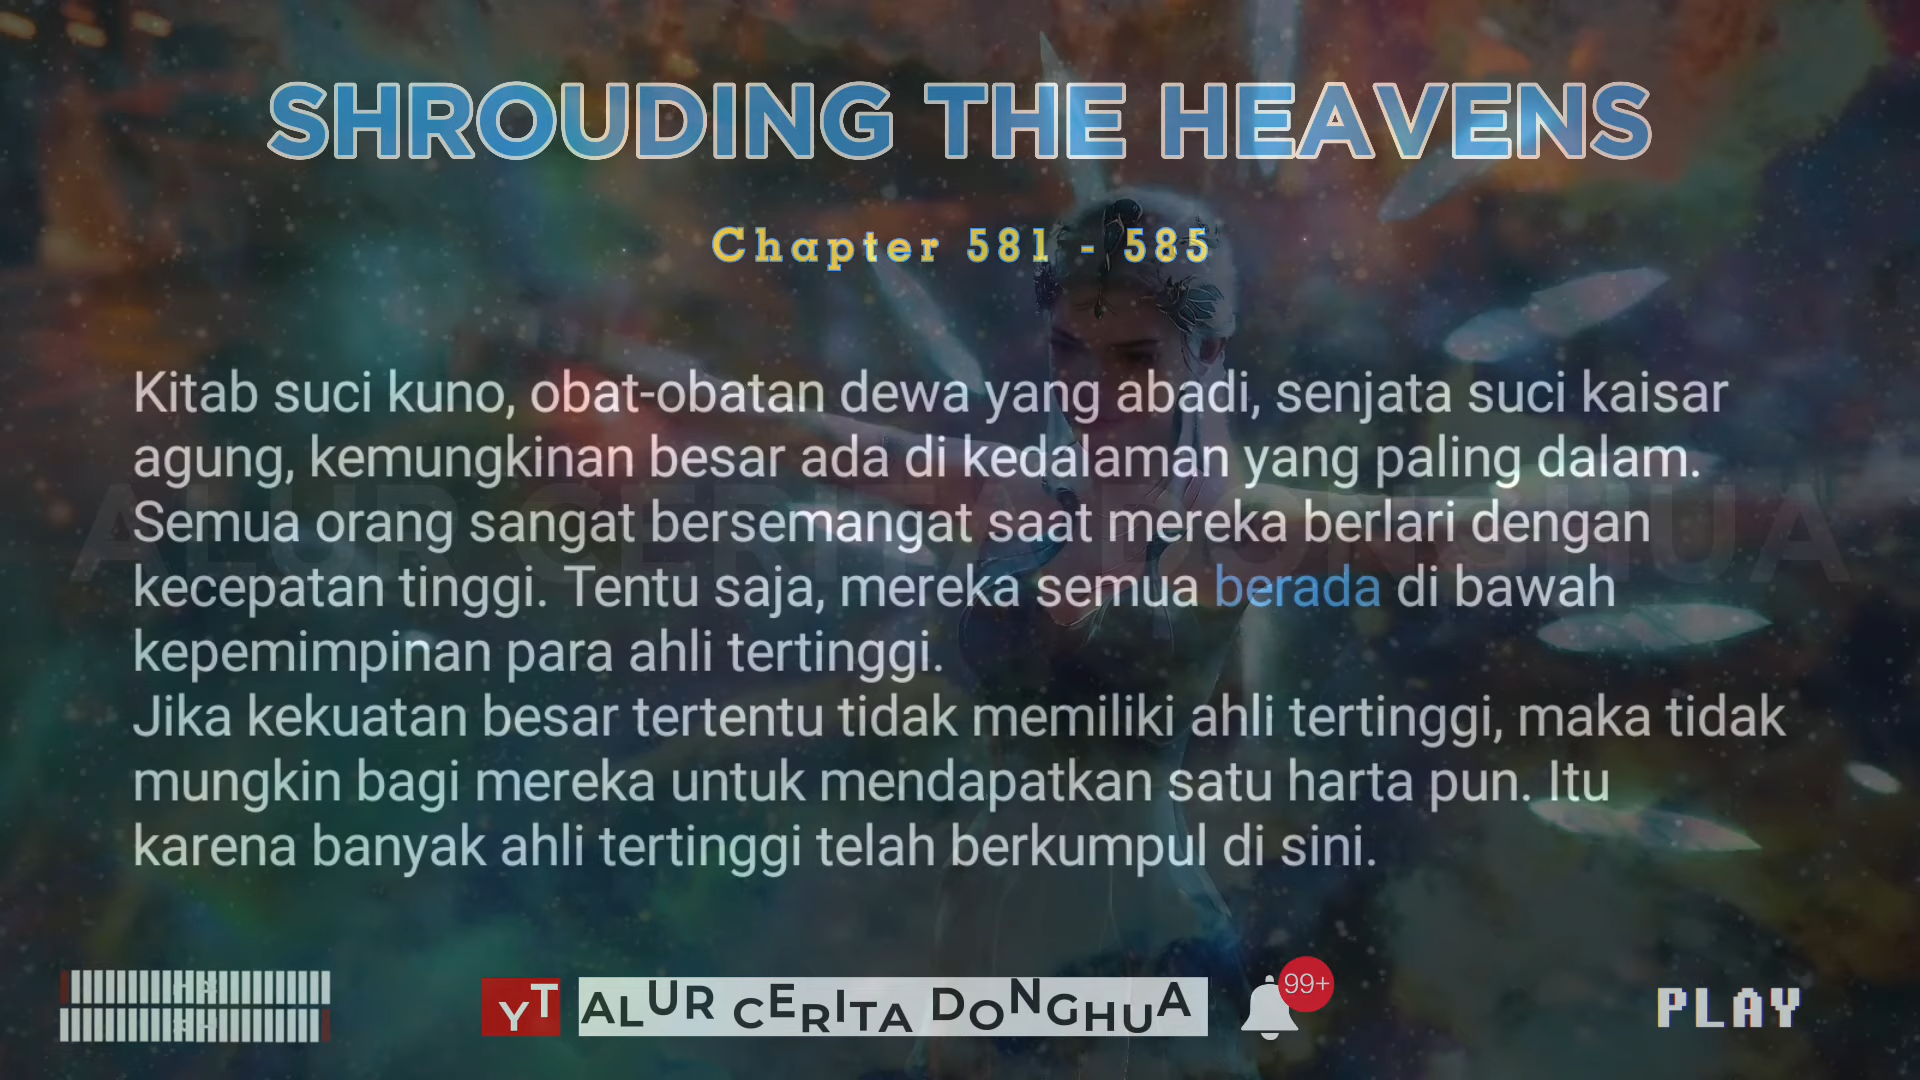 SHROUDING THE HEAVENS
Chapter 581 - 585
Kitab suci kuno, obat-obatan dewa yang abadi, senjata suci kaisar
agung, kemungkinan besar ada di kedalaman yang paling dalam.
ALUR CERITA DONGHUA
Semua orang sangat bersemangat saat mereka berlari dengan
kecepatan tinggi. Tentu saja, mereka semua berada di bawah
kepemimpinan para ahli tertinggi.
Jika kekuatan besar tertentu tidak memiliki ahli tertinggi, maka tidak
mungkin bagi mereka untuk mendapatkan satu harta pun. Itu
karena banyak ahli tertinggi telah berkumpul di sini.
YT ALUR CERITA DONGHUA 99+
PLAY